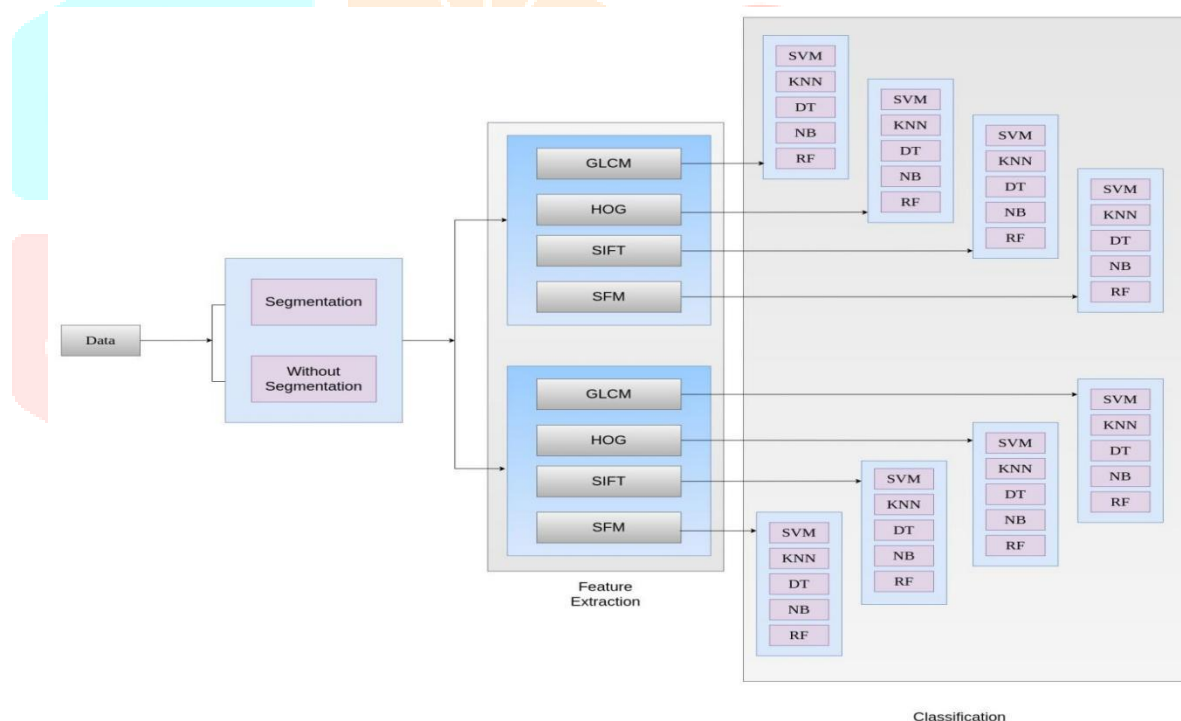 Data
Segmentation
Without
Segmentation
GLCM
HOG
SIFT
SFM
GLCM
HOG
SIFT
SFM
Feature
Extraction
SVM
KNN
DT
NB
RF
SVM
KNN
DT
NB
RF
SVM
KNN
DT
NB
RF
SVM
KNN
DT
NB
RF
SVM
KNN
DT
NB
RF
SVM
KNN
DT
NB
RF
SVM
KNN
DT
NB
RF
SVM
KNN
DT
NB
RF
Classification